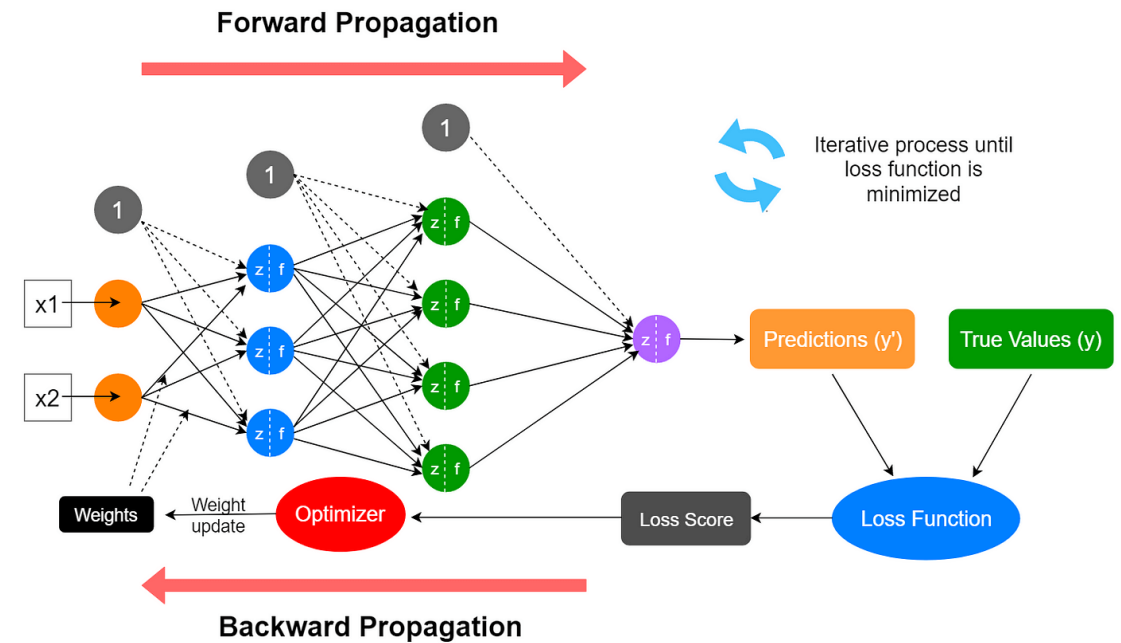 Forward Propagation
1
1
1
Iterative process until
loss function is
minimized
z f
z f
x1
z f
z f
z f
Predictions (y')
True Values (y)
x2
z f
z f
z f
Weights
Weight
update
Optimizer
Loss Score
Loss Function
Backward Propagation